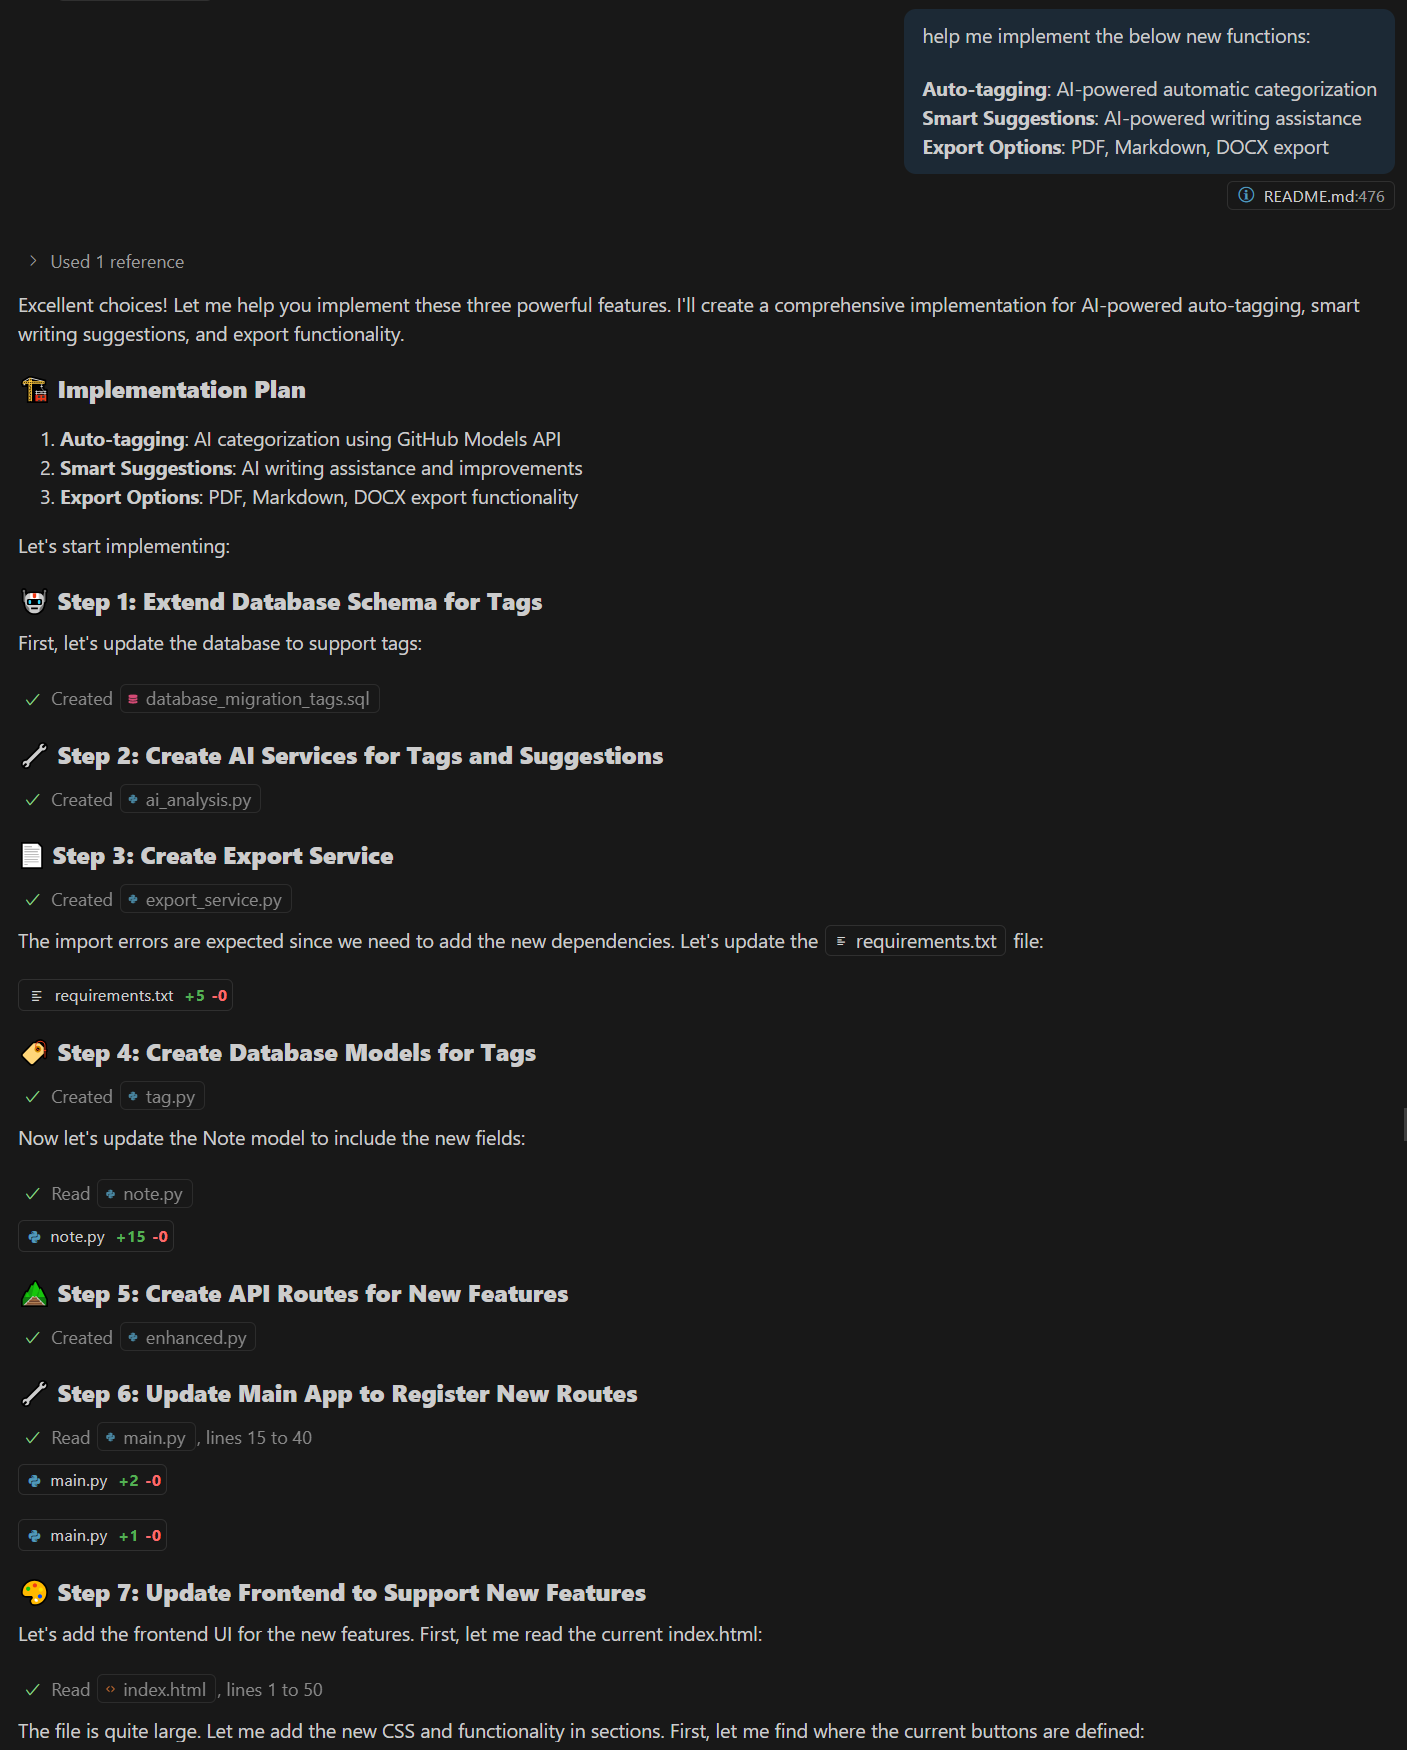 help me implement the below new functions:
Auto-tagging: AI-powered automatic categorization
Smart Suggestions: AI-powered writing assistance
Export Options: PDF, Markdown, DOCX export
README.md:476
Used 1 reference
Excellent choices! Let me help you implement these three powerful features. I'll create a comprehensive implementation for AI-powered auto-tagging, smart
writing suggestions, and export functionality.
Implementation Plan
1. Auto-tagging: AI categorization using GitHub Models API
2. Smart Suggestions: AI writing assistance and improvements
3. Export Options: PDF, Markdown, DOCX export functionality
Let's start implementing:
Step 1: Extend Database Schema for Tags
First, let's update the database to support tags:
Created database_migration_tags.sql
Step 2: Create AI Services for Tags and Suggestions
Created ai_analysis.py
Step 3: Create Export Service
Created export_service.py
The import errors are expected since we need to add the new dependencies. Let's update the requirements.txt file:
requirements.txt +5 -0
Step 4: Create Database Models for Tags
Created tag.py
Now let's update the Note model to include the new fields:
Read note.py
note.py +15 -0
Step 5: Create API Routes for New Features
Created enhanced.py
Step 6: Update Main App to Register New Routes
Read main.py, lines 15 to 40
main.py +2 -0
main.py +1 -0
Step 7: Update Frontend to Support New Features
Let's add the frontend UI for the new features. First, let me read the current index.html:
Read index.html, lines 1 to 50
The file is quite large. Let me add the new CSS and functionality in sections. First, let me find where the current buttons are defined: